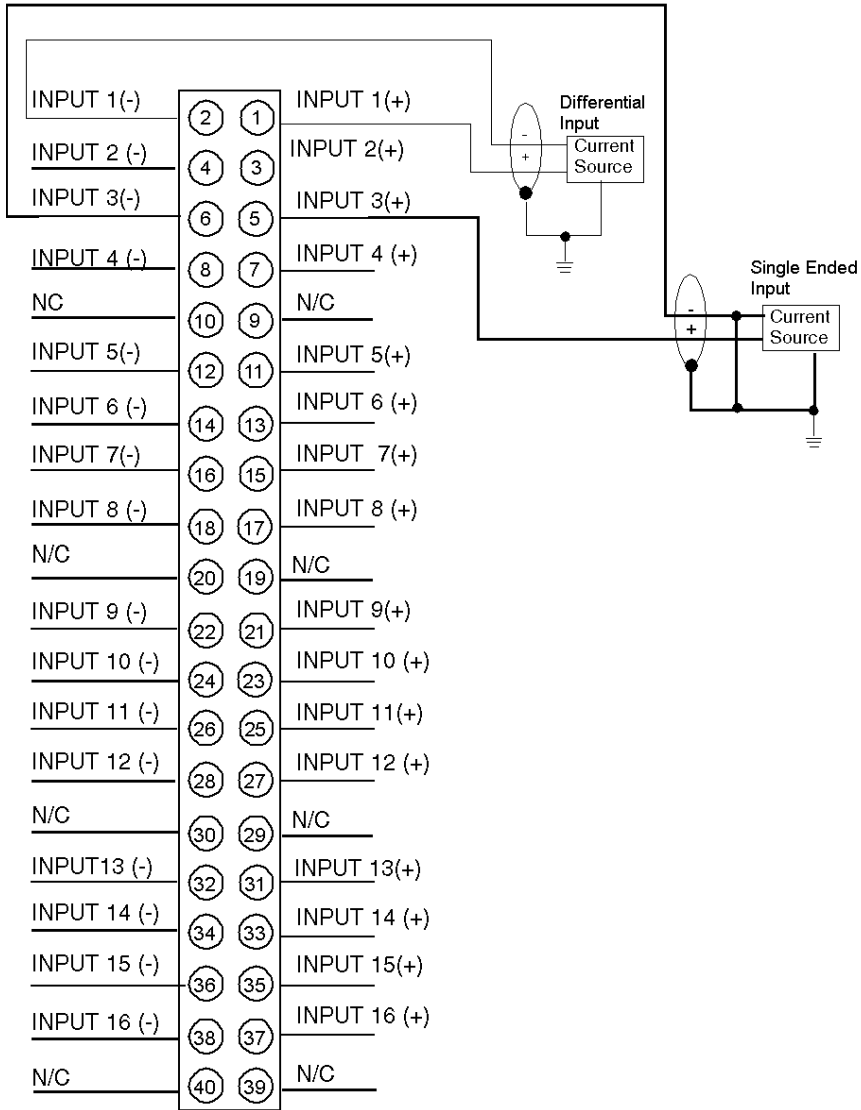 INPUT 1(-) 2 1 INPUT 1(+)
INPUT 2 (-) 4 3 INPUT 2(+)
INPUT 3(-) 6 5 INPUT 3(+)
INPUT 4 (-) 8 7 INPUT 4 (+)
NC 10 9 N/C
INPUT 5(-) 12 11 INPUT 5(+)
INPUT 6 (-) 14 13 INPUT 6 (+)
INPUT 7(-) 16 15 INPUT 7(+)
INPUT 8 (-) 18 17 INPUT 8 (+)
N/C 20 19 N/C
INPUT 9 (-) 22 21 INPUT 9(+)
INPUT 10 (-) 24 23 INPUT 10 (+)
INPUT 11 (-) 26 25 INPUT 11(+)
INPUT 12 (-) 28 27 INPUT 12 (+)
N/C 30 29 N/C
INPUT13 (-) 32 31 INPUT 13(+)
INPUT 14 (-) 34 33 INPUT 14 (+)
INPUT 15 (-) 36 35 INPUT 15(+)
INPUT 16 (-) 38 37 INPUT 16 (+)
N/C 40 39 N/C
Differential
Input
- Current
+ Source
Single Ended
Input
- Current
+ Source